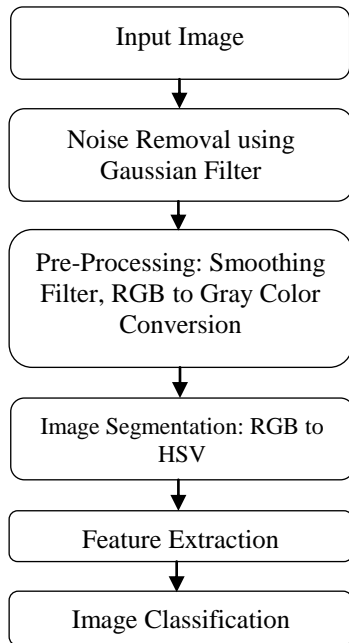 Input Image
Noise Removal using
Gaussian Filter
Pre-Processing: Smoothing
Filter, RGB to Gray Color
Conversion
Image Segmentation: RGB to
HSV
Feature Extraction
Image Classification